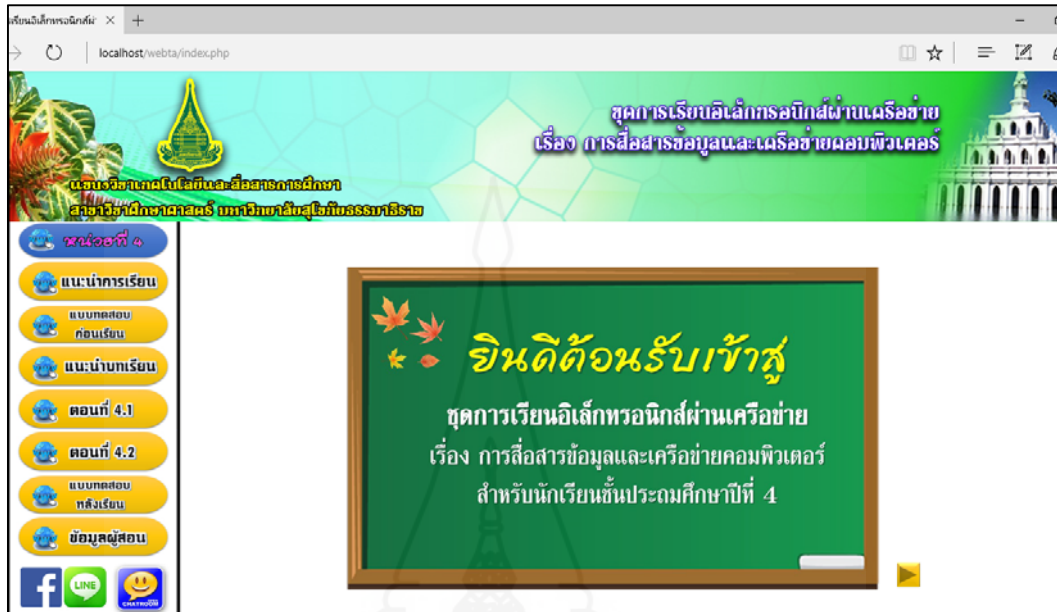 localhost/webta/index.php
ชุดการเรียนอิเล็กทรอนิกส์ผ่านเครือข่าย
เรื่อง การสื่อสารข้อมูลและเครือข่ายคอมพิวเตอร์
แขนงวิชาเทคโนโลยีและสื่อสารการศึกษา
สาขาวิชาศึกษาศาสตร์ มหาวิทยาลัยสุโขทัยธรรมาธิราช
หน่วยที่ 4
แนะนำการเรียน
แบบทดสอบ
ก่อนเรียน
แนะนำบทเรียน
ตอนที่ 4.1
ตอนที่ 4.2
แบบทดสอบ
หลังเรียน
ข้อมูลผู้สอน
LINE
CHATROOM
ยินดีต้อนรับเข้าสู่
ชุดการเรียนอิเล็กทรอนิกส์ผ่านเครือข่าย
เรื่อง การสื่อสารข้อมูลและเครือข่ายคอมพิวเตอร์
สำหรับนักเรียนชั้นประถมศึกษาปีที่ 4